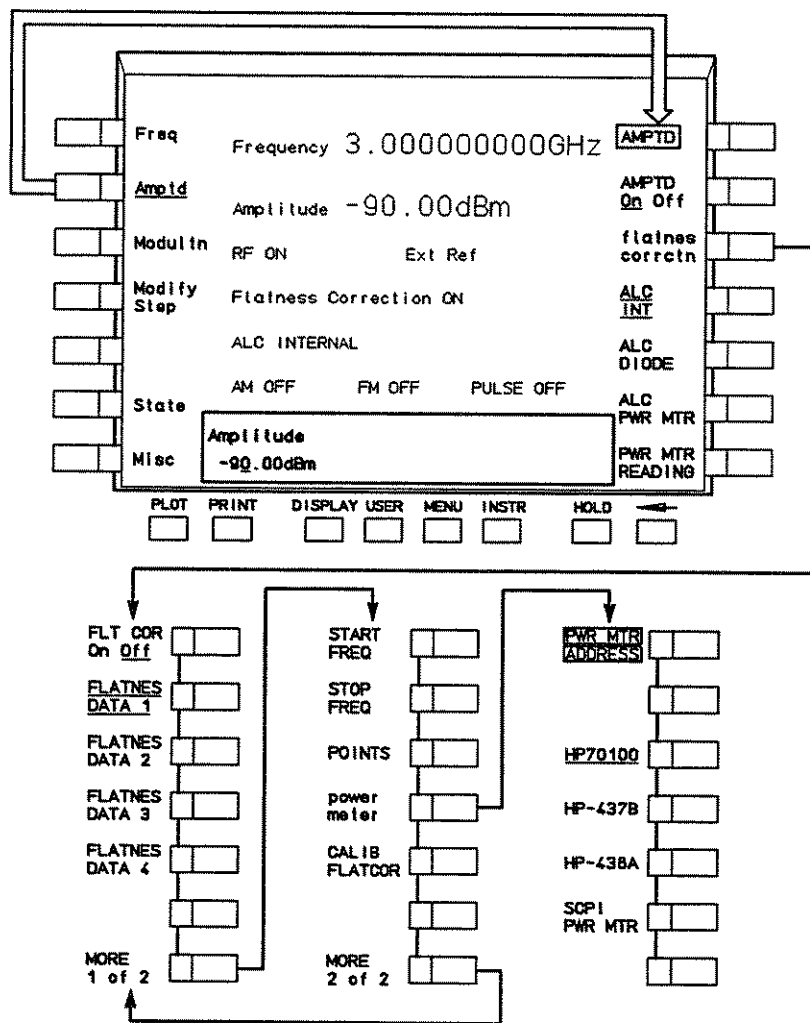 Freq
Amptd
Modultn
Modify
Step
State
Misc
Frequency 3.000000000GHz
Amplitude -90.00dBm
RF ON Ext Ref
Flatness Correction ON
ALC INTERNAL
AM OFF FM OFF PULSE OFF
Amplitude
-90.00dBm
AMPTD
AMPTD
On Off
flatnes
corrctn
ALC
INT
ALC
DIODE
ALC
PWR MTR
PWR MTR
READING
PLOT PRINT DISPLAY USER MENU INSTR HOLD
FLT COR
On Off
FLATNES
DATA 1
FLATNES
DATA 2
FLATNES
DATA 3
FLATNES
DATA 4
MORE
1 of 2
START
FREQ
STOP
FREQ
POINTS
power
meter
CALIB
FLATCOR
MORE
2 of 2
PWR MTR
ADDRESS
HP70100
HP-437B
HP-438A
SCPI
PWR MTR